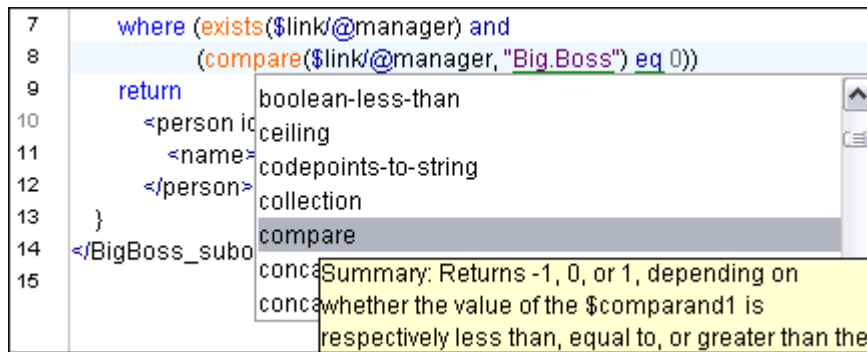 7 where (exists($link/@manager) and
8 (compare($link/@manager, "Big.Boss") eq 0))
9 return
10 <person id
11 <name>
12 </person>
13 }
14 </BigBoss_subo
15
boolean-less-than
ceiling
codepoints-to-string
collection
compare
conca
conca
Summary: Returns -1, 0, or 1, depending on
whether the value of the $comparand1 is
respectively less than, equal to, or greater than the